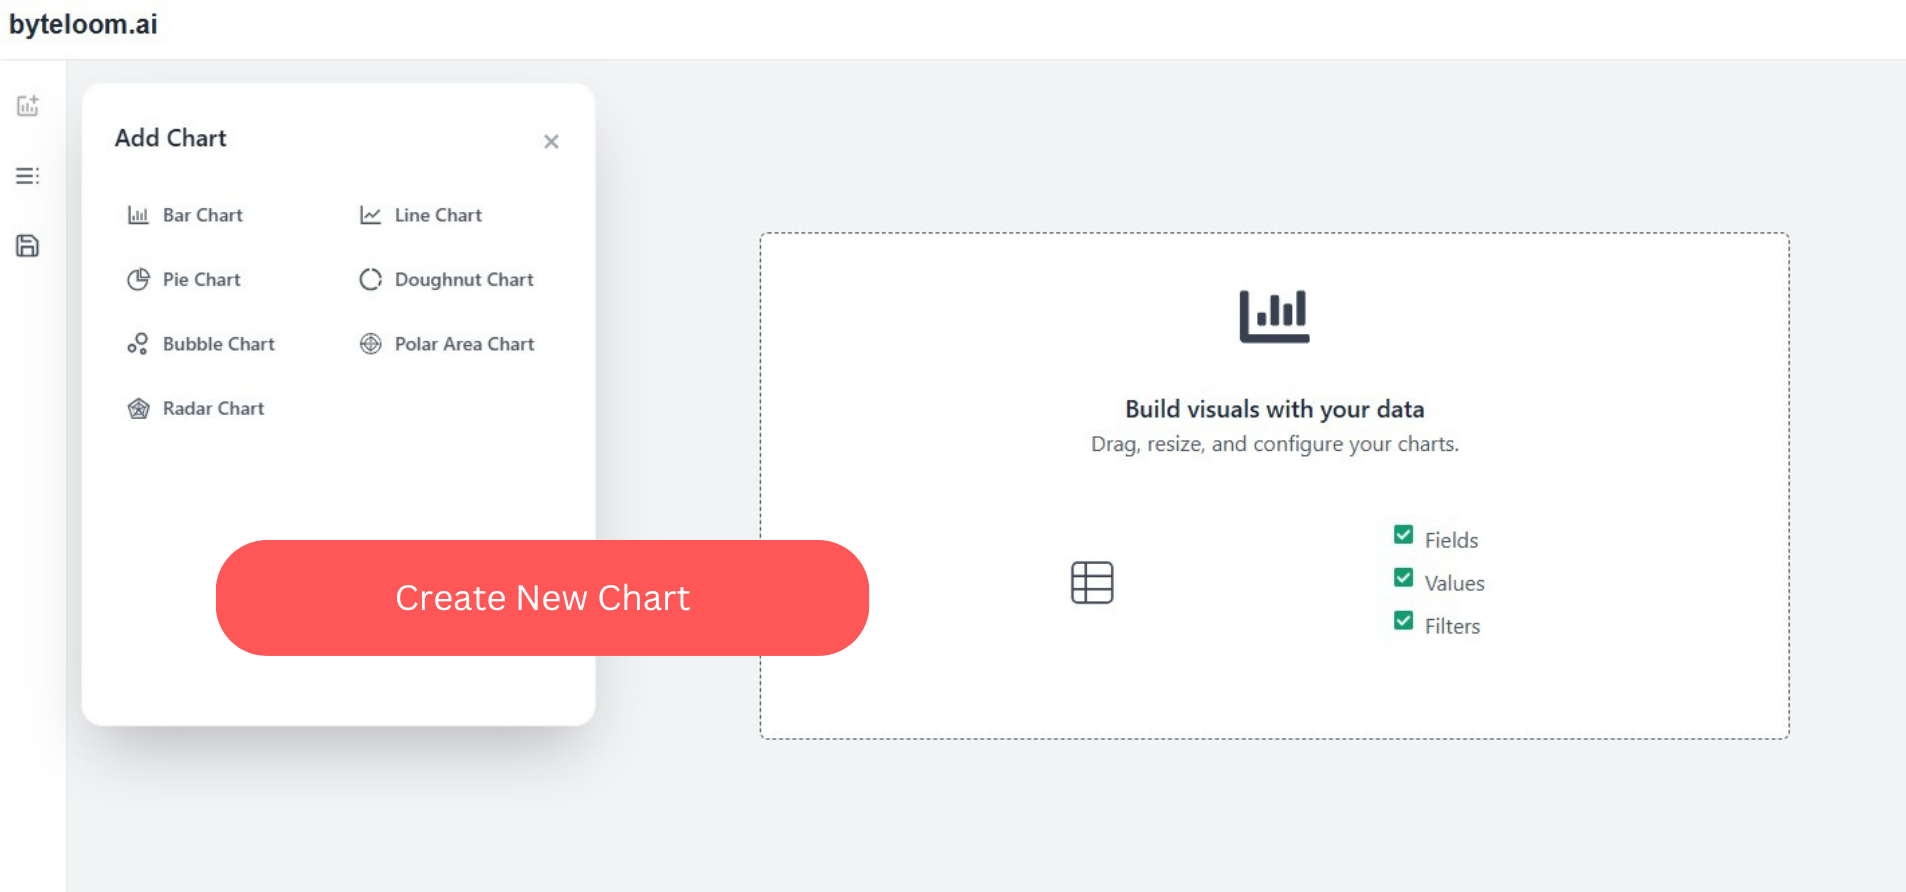 byteloom.ai
Add Chart
Bar Chart
Line Chart
Pie Chart
Doughnut Chart
Bubble Chart
Polar Area Chart
Radar Chart
Create New Chart
Build visuals with your data
Drag, resize, and configure your charts.
Fields
Values
Filters